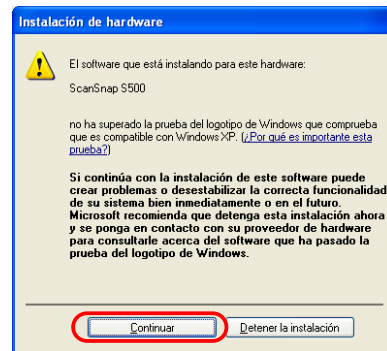 Instalación de hardware
El software que está instalando para este hardware:
ScanSnap S500
no ha superado la prueba del logotipo de Windows que comprueba
que es compatible con Windows XP. (¿Por qué es importante esta
prueba?)
Si continúa con la instalación de este software puede
crear problemas o desestabilizar la correcta funcionalidad
de su sistema bien inmediatamente o en el futuro.
Microsoft recomienda que detenga esta instalación ahora
y se ponga en contacto con su proveedor de hardware
para consultarle acerca del software que ha pasado la
prueba del logotipo de Windows.
Continuar
Detener la instalación